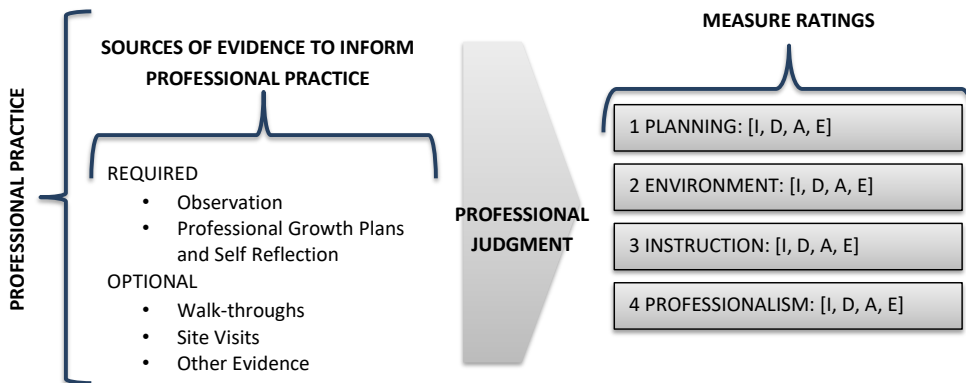 PROFESSIONAL PRACTICE
SOURCES OF EVIDENCE TO INFORM
PROFESSIONAL PRACTICE
REQUIRED
• Observation
• Professional Growth Plans
and Self Reflection
OPTIONAL
• Walk-throughs
• Site Visits
• Other Evidence
PROFESSIONAL
JUDGMENT
MEASURE RATINGS
1 PLANNING: [I, D, A, E]
2 ENVIRONMENT: [I, D, A, E]
3 INSTRUCTION: [I, D, A, E]
4 PROFESSIONALISM: [I, D, A, E]